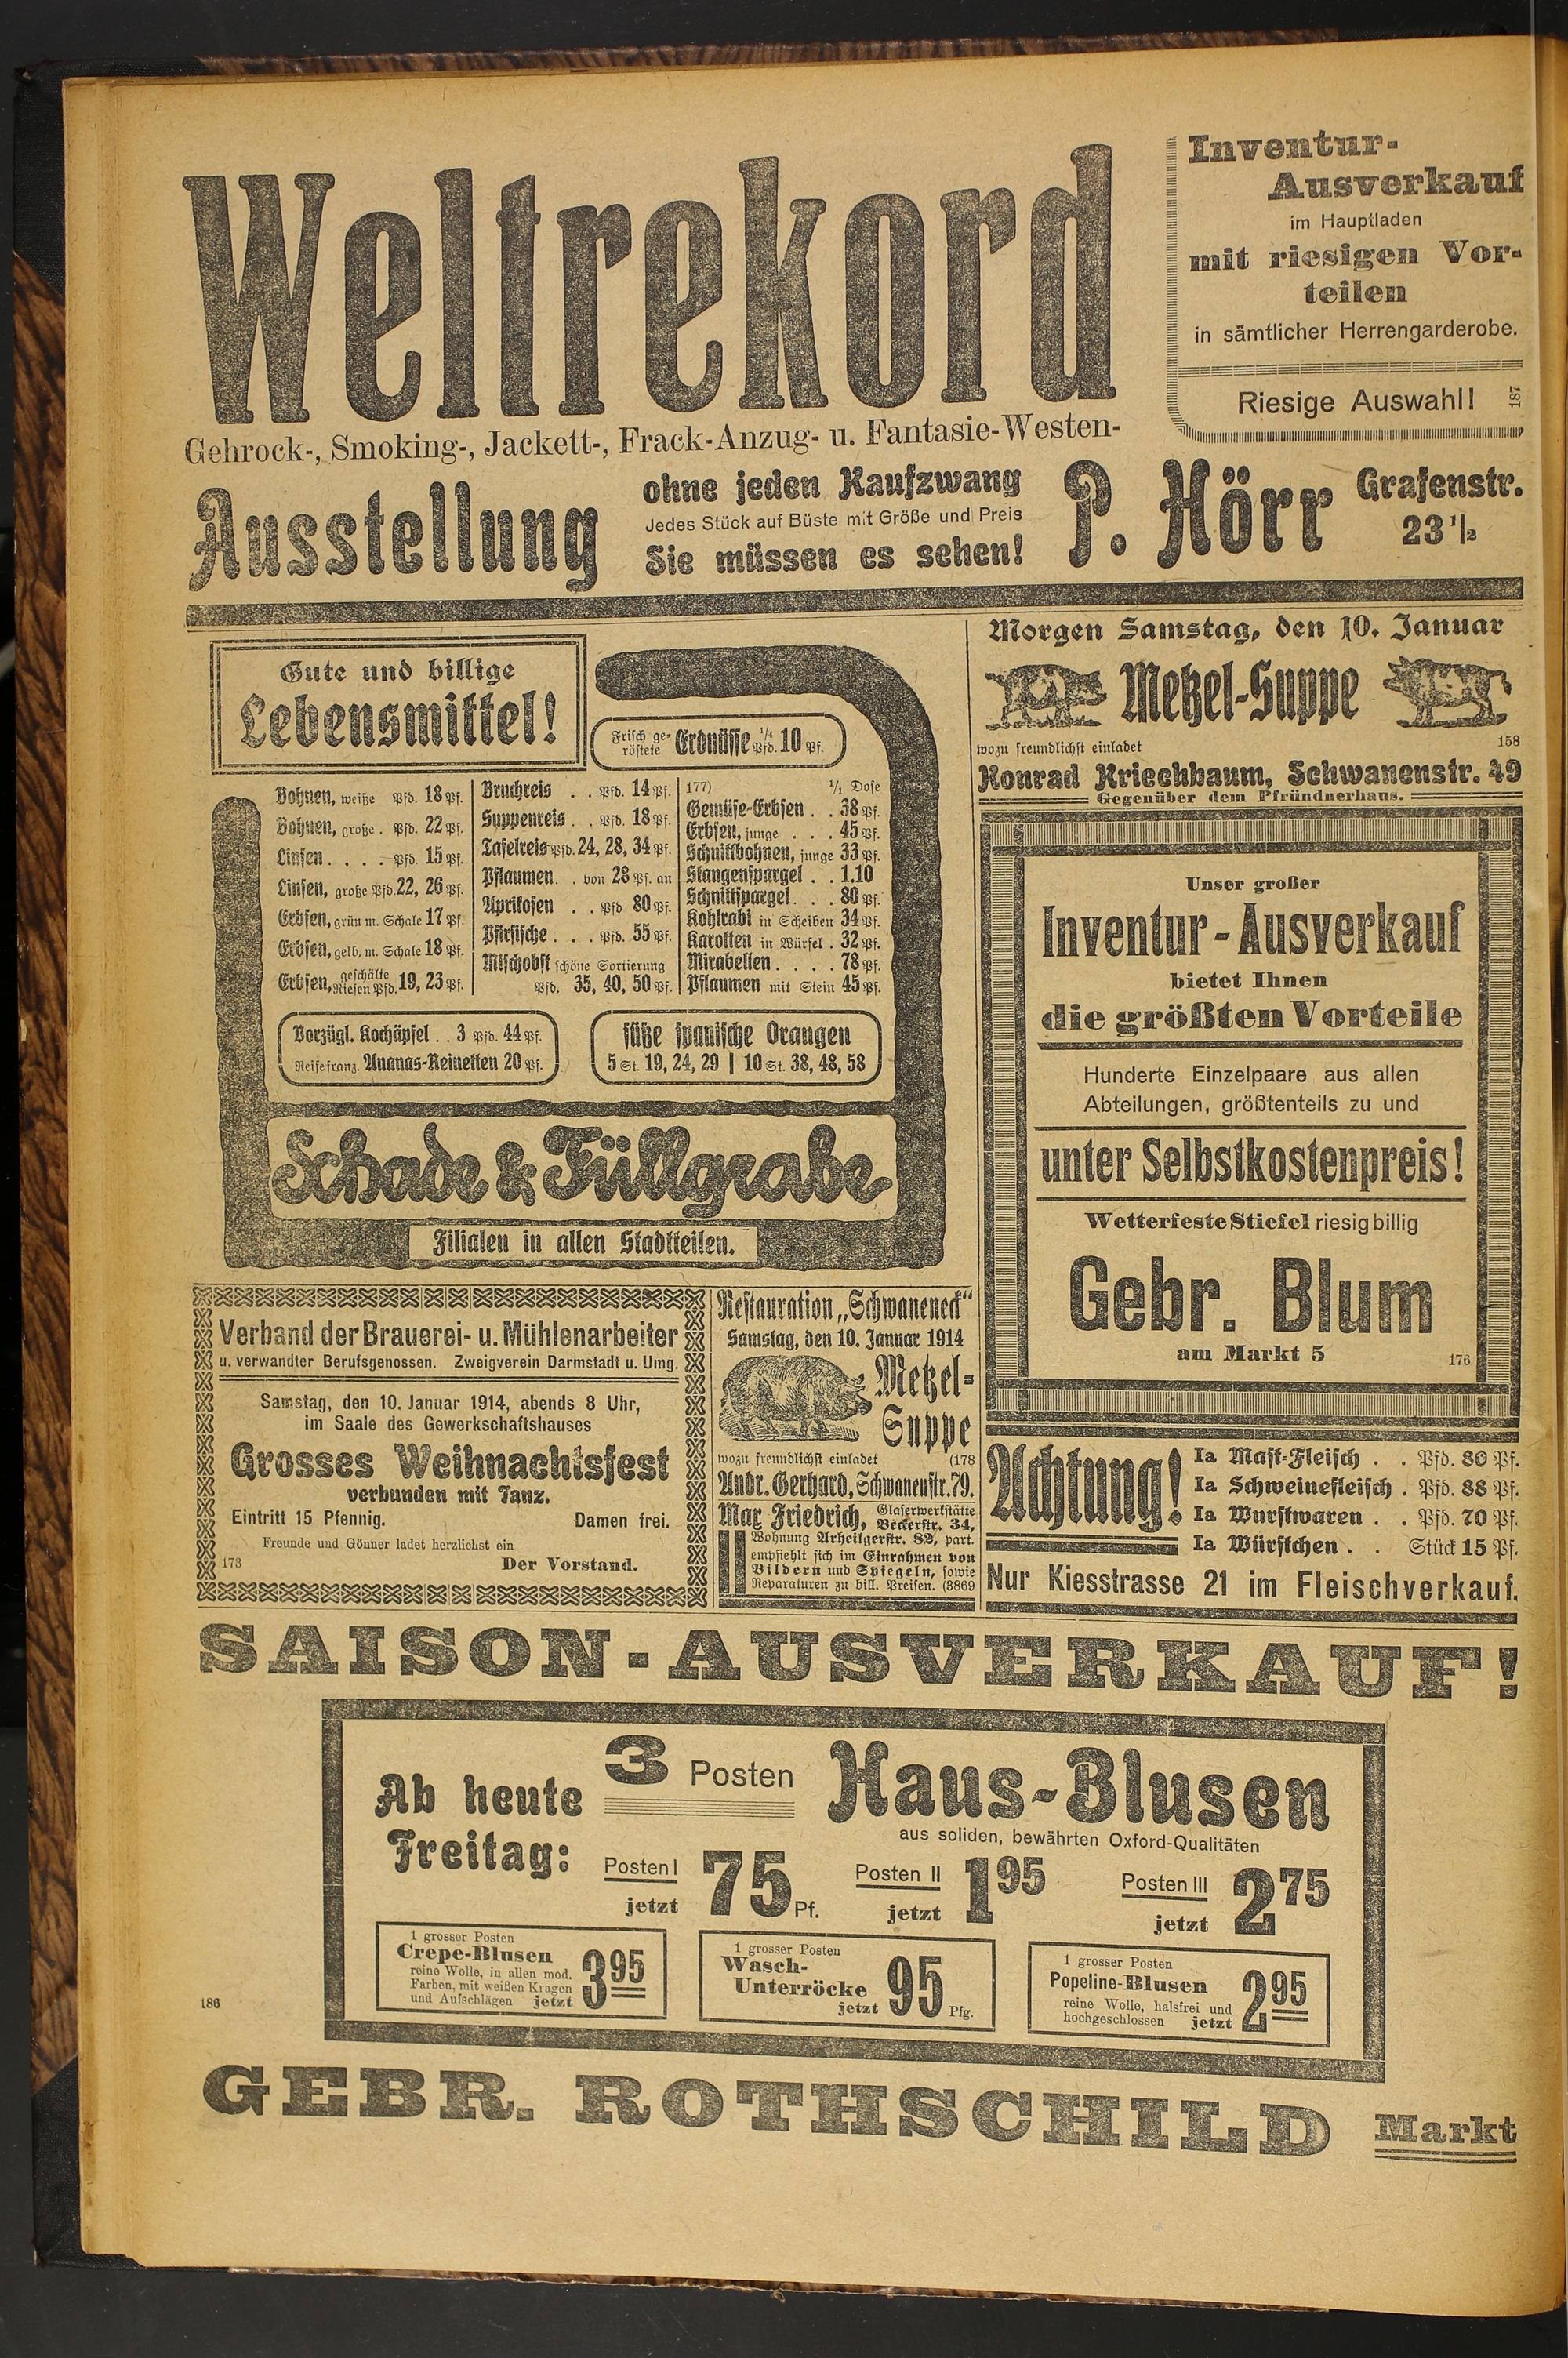 Weltrekord
Gehrock-, Smoking-, Jackett-, Frack-Anzug- u. Fantasie-Westen-
Ausstellung
ohne jeden Kaufzwang
Jedes Stück auf Büste mit Größe und Preis
Sie müssen es sehen!
P. Hörr
Grafenstr.
23 1/2
Inventur-
Ausverkauf
im Hauptladen
mit riesigen Vor-
teilen
in sämtlicher Herrengarderobe.
Riesige Auswahl!
187
Gute und billige
Lebensmittel!
Frisch ge-
röstete Erdnüsse 1/4 Pfd. 10 Pf.
Bohnen, weiße Pfd. 18 Pf.
Bohnen, große . Pfd. 22 Pf.
Linsen . . . . Pfd. 15 Pf.
Linsen, große Pfd. 22, 26 Pf.
Erbsen, grün m. Schale 17 Pf.
Erbsen, gelb, m. Schale 18 Pf.
Erbsen, geschälte Riesen Pfd. 19, 23 Pf.
Bruchreis . . Pfd. 14 Pf.
Suppenreis . . Pfd. 18 Pf.
Tafelreis Pfd. 24, 28, 34 Pf.
Pflaumen . . von 28 Pf. an
Aprikosen . . Pfd 80 Pf.
Pfirsische . . . Pfd. 55 Pf.
Mischobst schöne Sortierung
Pfd. 35, 40, 50 Pf.
177) 1/1 Dose
Gemüse-Erbsen . . 38 Pf.
Erbsen, junge . . . 45 Pf.
Schnittbohnen, junge 33 Pf.
Stangenspargel . . 1.10
Schnittspargel . . . 80 Pf.
Kohlrabi in Scheiben 34 Pf.
Karotten in Würfel . 32 Pf.
Mirabellen . . . . 78 Pf.
Pflaumen mit Stein 45 Pf.
Vorzügl. Kochäpfel . . 3 Pfd. 44 Pf.
Reife franz. Ananas-Reinetten 20 Pf.
süße spanische Orangen
5 St. 19, 24, 29 | 10 St. 38, 48, 58
Schade & Füllgrabe
Filialen in allen Stadtteilen.
Morgen Samstag, den 10. Januar
Metzel-Suppe
wozu freundlichst einladet 158
Konrad Kriechbaum, Schwanenstr. 49
Gegenüber dem Pfründnerhaus.
Unser großer
Inventur-Ausverkauf
bietet Ihnen
die größten Vorteile
Hunderte Einzelpaare aus allen
Abteilungen, größtenteils zu und
unter Selbstkostenpreis!
Wetterfeste Stiefel riesig billig
Gebr. Blum
am Markt 5
176
Verband der Brauerei- u. Mühlenarbeiter
u. verwandter Berufsgenossen. Zweigverein Darmstadt u. Umg.
Samstag, den 10. Januar 1914, abends 8 Uhr,
im Saale des Gewerkschaftshauses
Grosses Weihnachtsfest
verbunden mit Tanz.
Eintritt 15 Pfennig. Damen frei.
Freunde und Gönner ladet herzlichst ein
173 Der Vorstand.
Restauration „Schwaneneck“
Samstag, den 10. Januar 1914
Metzel-
Suppe
wozu freundlichst einladet (178
Andr. Gerhard, Schwanenstr. 79.
Max Friedrich, Glaserwerkstätte
Beckerstr. 34,
Wohnung Arheilgerstr. 82, part.
empfiehlt sich im Einrahmen von
Bildern und Spiegeln, sowie
Reparaturen zu bill. Preisen. (3869
Achtung!
Ia Mast-Fleisch . . Pfd. 80 Pf.
Ia Schweinefleisch . Pfd. 88 Pf.
Ia Wurstwaren . . Pfd. 70 Pf.
Ia Würstchen . . Stück 15 Pf.
Nur Kiesstrasse 21 im Fleischverkauf.
SAISON-AUSVERKAUF!
Ab heute
Freitag:
3 Posten Haus-Blusen
aus soliden, bewährten Oxford-Qualitäten
Posten I
jetzt 75 Pf.
Posten II
jetzt 1 95
Posten III
jetzt 2 75
1 grosser Posten
Crepe-Blusen
reine Wolle, in allen mod.
Farben, mit weißen Kragen
und Aufschlägen jetzt 3 95
1 grosser Posten
Wasch-
Unterröcke
jetzt 95 Pfg.
1 grosser Posten
Popeline-Blusen
reine Wolle, halsfrei und
hochgeschlossen jetzt 2 95
186
GEBR. ROTHSCHILD Markt